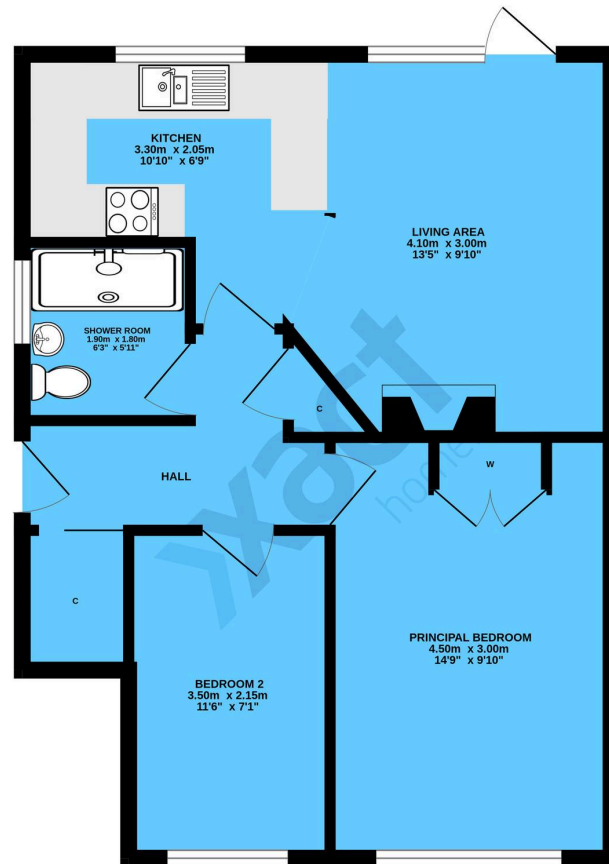 KITCHEN
3.30m x 2.05m
10'10" x 6'9"
LIVING AREA
4.10m x 3.00m
13'5" x 9'10"
SHOWER ROOM
1.90m x 1.80m
6'3" x 5'11"
C
HALL
W
C
PRINCIPAL BEDROOM
4.50m x 3.00m
14'9" x 9'10"
BEDROOM 2
3.50m x 2.15m
11'6" x 7'1"
xact
home